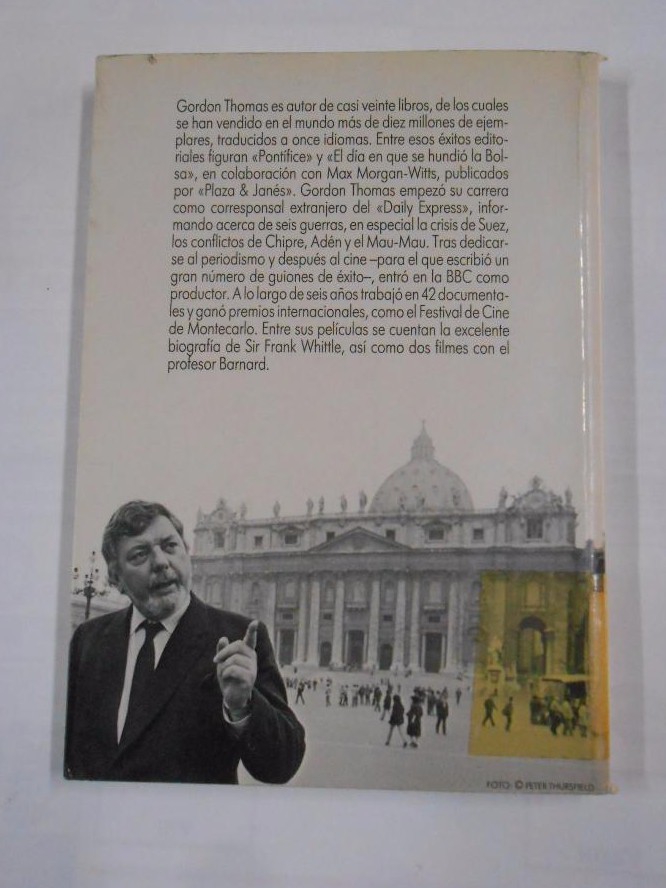 Gordon Thomas es autor de casi veinte libros, de los cuales
se han vendido en el mundo más de diez millones de ejem-
plares, traducidos a once idiomas. Entre esos éxitos edito-
riales figuran «Pontífice» y «El día en que se hundió la Bol-
sa», en colaboración con Max Morgan-Witts, publicados
por «Plaza & Janés». Gordon Thomas empezó su carrera
como corresponsal extranjero del «Daily Express», infor-
mando acerca de seis guerras, en especial la crisis de Suez,
los conflictos de Chipre, Adén y el Mau-Mau. Tras dedicar-
se al periodismo y después al cine –para el que escribió un
gran número de guiones de éxito–, entró en la BBC como
productor. A lo largo de seis años trabajó en 42 documenta-
les y ganó premios internacionales, como el Festival de Cine
de Montecarlo. Entre sus películas se cuentan la excelente
biografía de Sir Frank Whittle, así como dos filmes con el
profesor Barnard.
FOTO: © PETER THURSFIELD